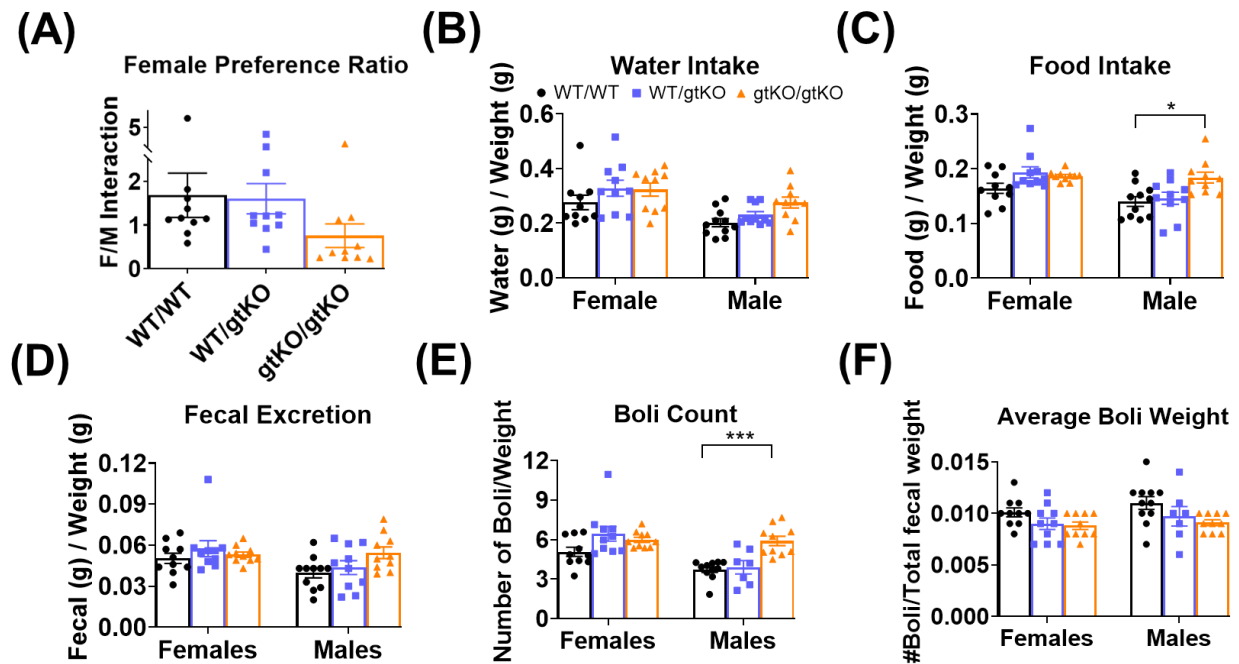 (A)
Female Preference Ratio
F/M Interaction
5
2
1
0
WT/WT
WT/gtKO
gtKO/gtKO
(B)
Water Intake
WT/WT WT/gtKO gtKO/gtKO
Water (g) / Weight (g)
0.6
0.4
0.2
0.0
Female Male
(C)
Food Intake
Food (g) / Weight (g)
0.3
0.2
0.1
0.0
*
Female Male
(D)
Fecal Excretion
Fecal (g) / Weight (g)
0.12
0.09
0.06
0.03
0.00
Females Males
(E)
Boli Count
Number of Boli/Weight
12
9
6
3
0
***
Females Males
(F)
Average Boli Weight
#Boli/Total fecal weight
0.015
0.010
0.005
0.000
Females Males